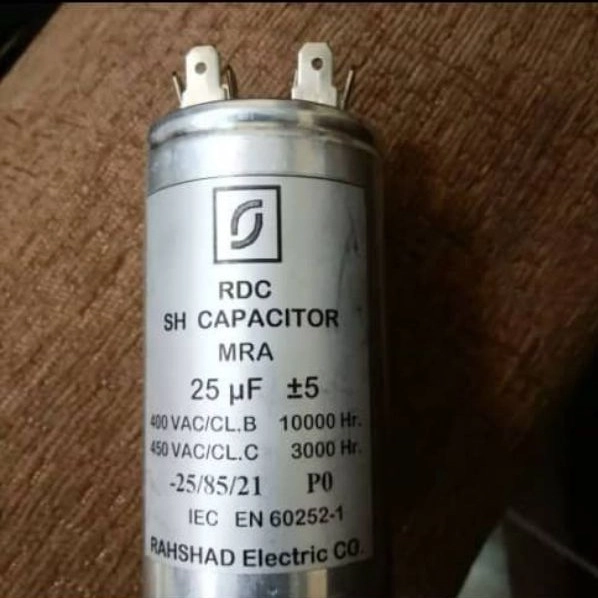 RDC
SH CAPACITOR
MRA
25 µF ±5
400 VAC/CL.B 10000 Hr.
450 VAC/CL.C 3000 Hr.
-25/85/21 P0
IEC EN 60252-1
RAHSHAD Electric CO.